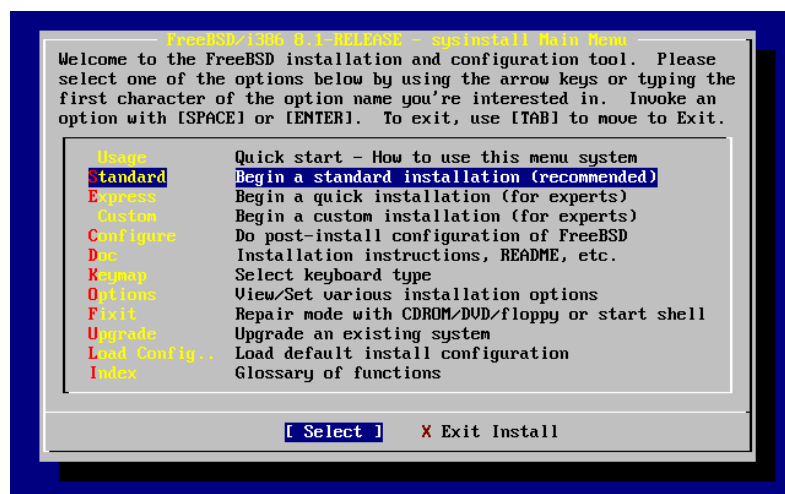 FreeBSD/i386 8.1-RELEASE - sysinstall Main Menu
Welcome to the FreeBSD installation and configuration tool.  Please
select one of the options below by using the arrow keys or typing the
first character of the option name you're interested in.  Invoke an
option with [SPACE] or [ENTER].  To exit, use [TAB] to move to Exit.
Usage Quick start - How to use this menu system
Standard Begin a standard installation (recommended)
Express Begin a quick installation (for experts)
Custom Begin a custom installation (for experts)
Configure Do post-install configuration of FreeBSD
Doc Installation instructions, README, etc.
Keymap Select keyboard type
Options View/Set various installation options
Fixit Repair mode with CDROM/DVD/floppy or start shell
Upgrade Upgrade an existing system
Load Config.. Load default install configuration
Index Glossary of functions
[ Select ] X Exit Install